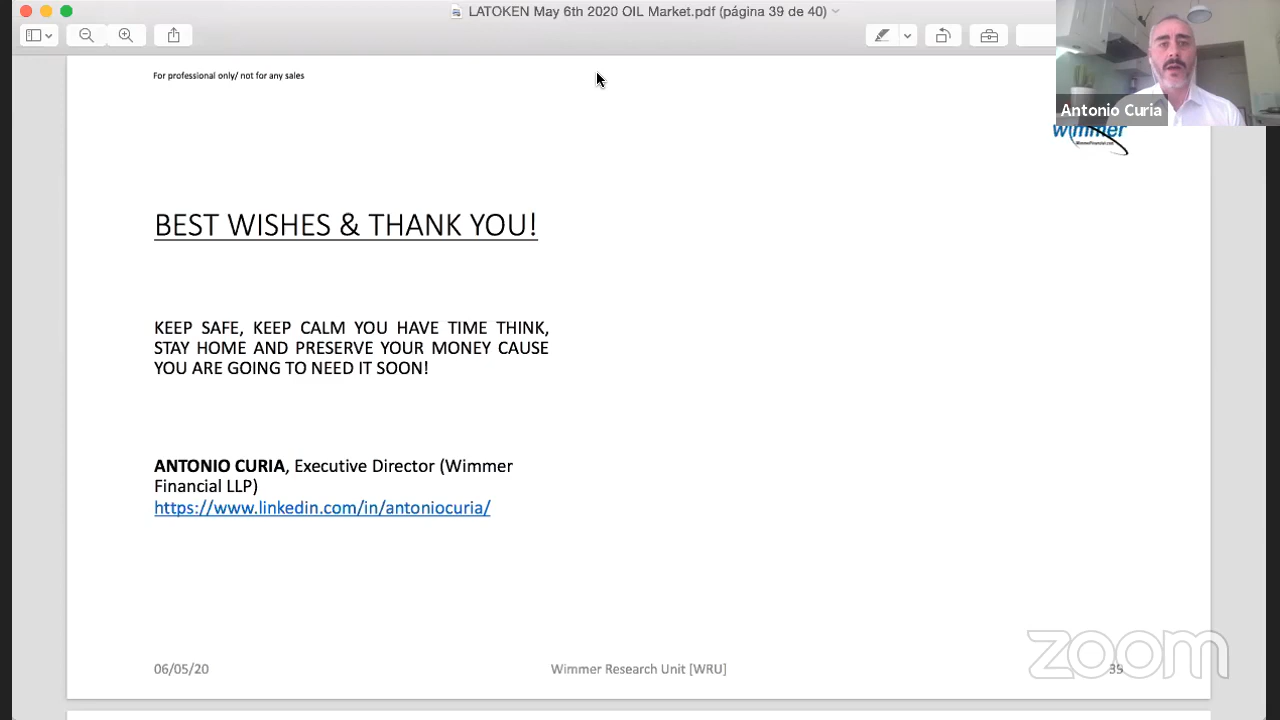 LATOKEN May 6th 2020 OIL Market.pdf (página 39 de 40)
For professional only/ not for any sales
Antonio Curia
wimmer
BEST WISHES & THANK YOU!
KEEP SAFE, KEEP CALM YOU HAVE TIME THINK,
STAY HOME AND PRESERVE YOUR MONEY CAUSE
YOU ARE GOING TO NEED IT SOON!
ANTONIO CURIA, Executive Director (Wimmer
Financial LLP)
https://www.linkedin.com/in/antoniocuria/
06/05/20
Wimmer Research Unit [WRU]
39
zoom